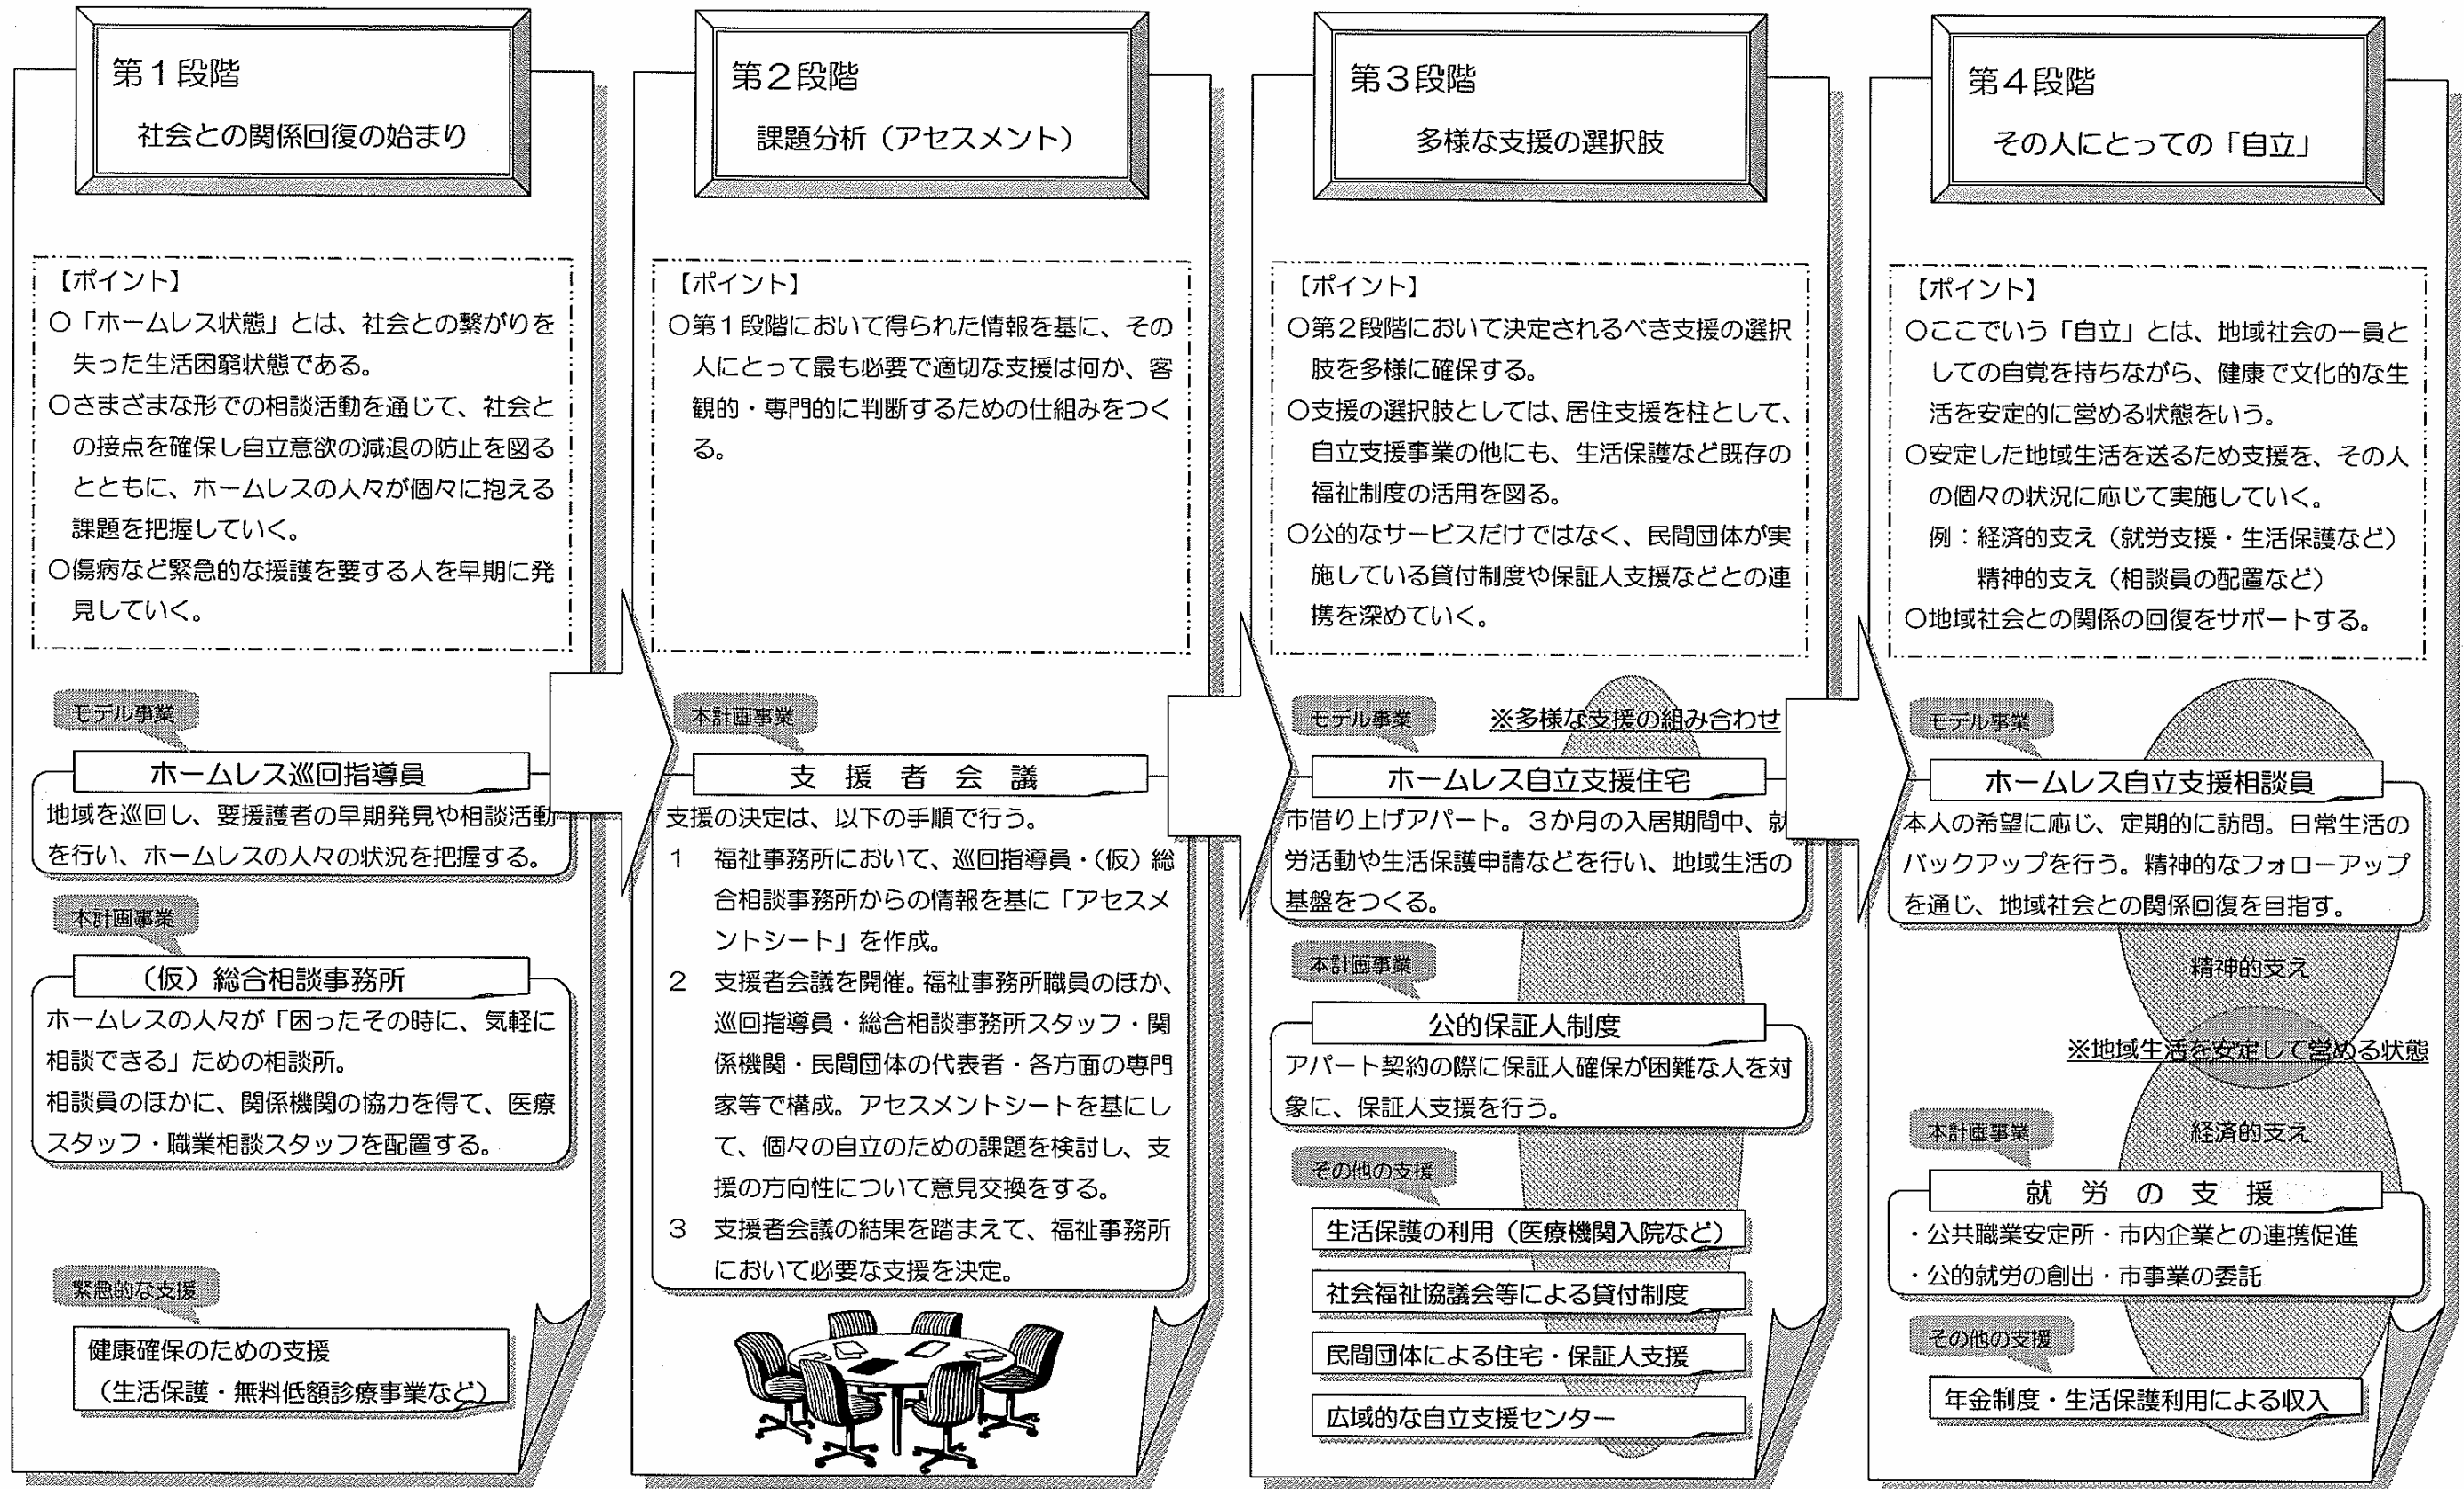 第１段階
社会との関係回復の始まり
【ポイント】
○「ホームレス状態」とは、社会との繋がりを
失った生活困窮状態である。
○さまざまな形での相談活動を通じて、社会と
の接点を確保し自立意欲の減退の防止を図る
とともに、ホームレスの人々が個々に抱える
課題を把握していく。
○傷病など緊急的な援護を要する人を早期に発
見していく。
モデル事業
ホームレス巡回指導員
地域を巡回し、要援護者の早期発見や相談活動
を行い、ホームレスの人々の状況を把握する。
本計画事業
（仮）総合相談事務所
ホームレスの人々が「困ったその時に、気軽に
相談できる」ための相談所。
相談員のほかに、関係機関の協力を得て、医療
スタッフ・職業相談スタッフを配置する。
緊急的な支援
健康確保のための支援
（生活保護・無料低額診療事業など）
第２段階
課題分析（アセスメント）
【ポイント】
○第１段階において得られた情報を基に、その
人にとって最も必要で適切な支援は何か、客
観的・専門的に判断するための仕組みをつく
る。
本計画事業
支援者会議
支援の決定は、以下の手順で行う。
１　福祉事務所において、巡回指導員・（仮）総
合相談事務所からの情報を基に「アセスメ
ントシート」を作成。
２　支援者会議を開催。福祉事務所職員のほか、
巡回指導員・総合相談事務所スタッフ・関
係機関・民間団体の代表者・各方面の専門
家等で構成。アセスメントシートを基にし
て、個々の自立のための課題を検討し、支
援の方向性について意見交換をする。
３　支援者会議の結果を踏まえて、福祉事務所
において必要な支援を決定。
第３段階
多様な支援の選択肢
【ポイント】
○第２段階において決定されるべき支援の選択
肢を多様に確保する。
○支援の選択肢としては、居住支援を柱として、
自立支援事業の他にも、生活保護など既存の
福祉制度の活用を図る。
○公的なサービスだけではなく、民間団体が実
施している貸付制度や保証人支援などとの連
携を深めていく。
モデル事業
※多様な支援の組み合わせ
ホームレス自立支援住宅
市借り上げアパート。３か月の入居期間中、就
労活動や生活保護申請などを行い、地域生活の
基盤をつくる。
本計画事業
公的保証人制度
アパート契約の際に保証人確保が困難な人を対
象に、保証人支援を行う。
その他の支援
生活保護の利用（医療機関入院など）
社会福祉協議会等による貸付制度
民間団体による住宅・保証人支援
広域的な自立支援センター
第４段階
その人にとっての「自立」
【ポイント】
○ここでいう「自立」とは、地域社会の一員と
しての自覚を持ちながら、健康で文化的な生
活を安定的に営める状態をいう。
○安定した地域生活を送るため支援を、その人
の個々の状況に応じて実施していく。
例：経済的支え（就労支援・生活保護など）
精神的支え（相談員の配置など）
○地域社会との関係の回復をサポートする。
モデル事業
ホームレス自立支援相談員
本人の希望に応じ、定期的に訪問。日常生活の
バックアップを行う。精神的なフォローアップ
を通じ、地域社会との関係回復を目指す。
精神的支え
※地域生活を安定して営める状態
経済的支え
本計画事業
就労の支援
・公共職業安定所・市内企業との連携促進
・公的就労の創出・市事業の委託
その他の支援
年金制度・生活保護利用による収入